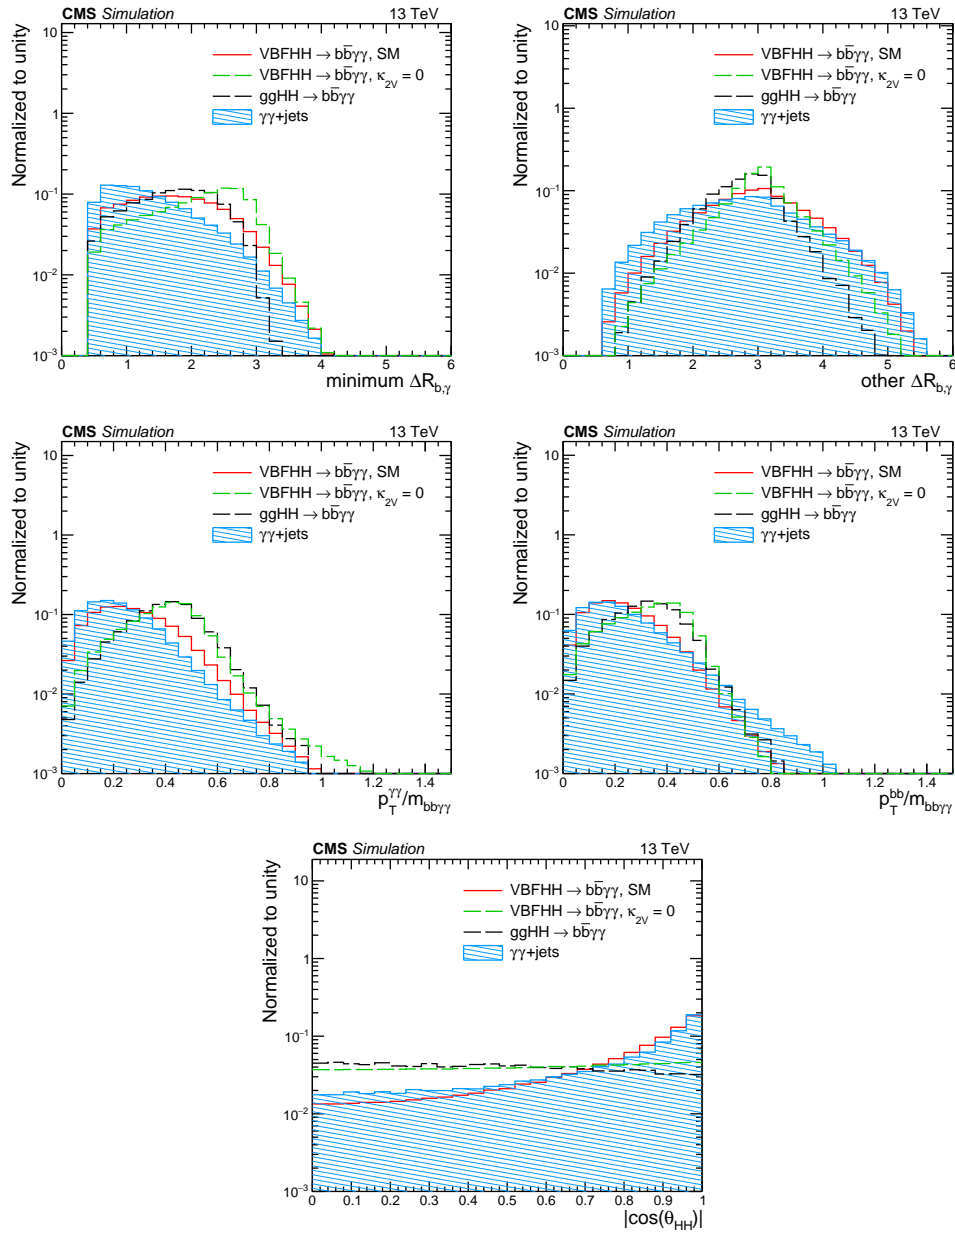 CMS Simulation 13 TeV
Normalized to unity
10
1
10⁻¹
10⁻²
10⁻³
VBFHH → bb̅γγ, SM
VBFHH → bb̅γγ, κ₂V = 0
ggHH → bb̅γγ
γγ+jets
0 1 2 3 4 5 6
minimum ΔR_b,γ
CMS Simulation 13 TeV
Normalized to unity
10
1
10⁻¹
10⁻²
10⁻³
VBFHH → bb̅γγ, SM
VBFHH → bb̅γγ, κ₂V = 0
ggHH → bb̅γγ
γγ+jets
0 1 2 3 4 5 6
other ΔR_b,γ
CMS Simulation 13 TeV
Normalized to unity
10
1
10⁻¹
10⁻²
10⁻³
VBFHH → bb̅γγ, SM
VBFHH → bb̅γγ, κ₂V = 0
ggHH → bb̅γγ
γγ+jets
0 0.2 0.4 0.6 0.8 1 1.2 1.4
p_T^γγ/m_bbγγ
CMS Simulation 13 TeV
Normalized to unity
10
1
10⁻¹
10⁻²
10⁻³
VBFHH → bb̅γγ, SM
VBFHH → bb̅γγ, κ₂V = 0
ggHH → bb̅γγ
γγ+jets
0 0.2 0.4 0.6 0.8 1 1.2 1.4
p_T^bb/m_bbγγ
CMS Simulation 13 TeV
Normalized to unity
10
1
10⁻¹
10⁻²
10⁻³
VBFHH → bb̅γγ, SM
VBFHH → bb̅γγ, κ₂V = 0
ggHH → bb̅γγ
γγ+jets
0 0.1 0.2 0.3 0.4 0.5 0.6 0.7 0.8 0.9 1
|cos(θ_HH)|